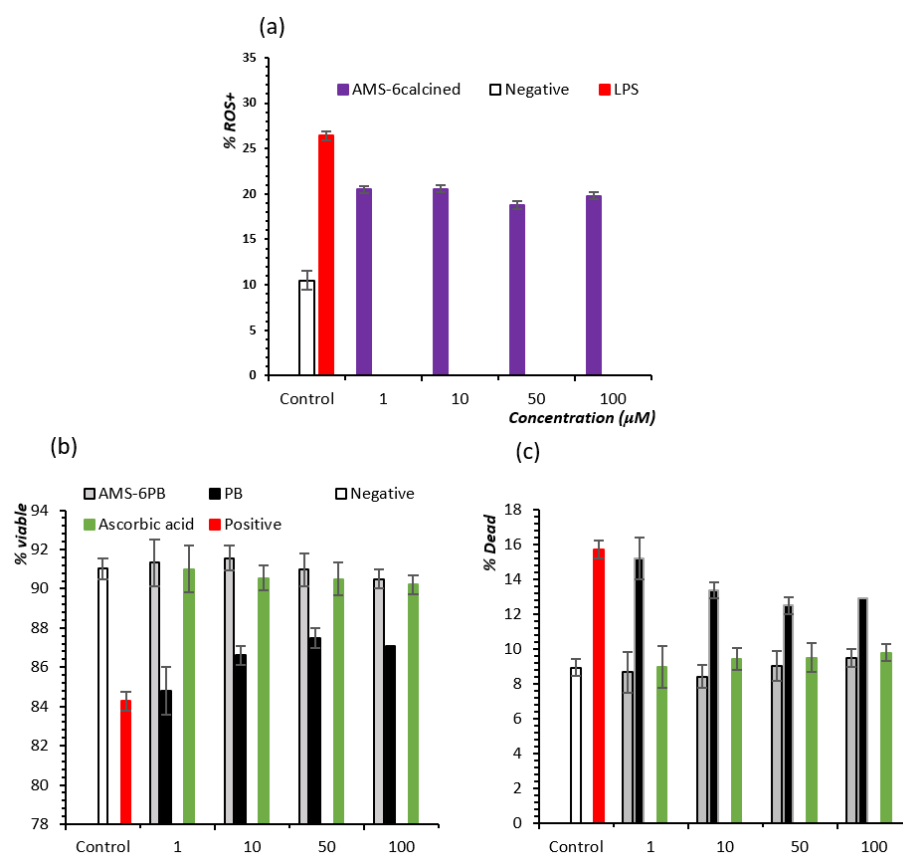 (a)
% ROS+
AMS-6calcined Negative LPS
35
30
25
20
15
10
5
0
Control 1 10 50 100
Concentration (µM)
(b)
% viable
AMS-6PB PB Negative
Ascorbic acid Positive
94
92
90
88
86
84
82
80
78
Control 1 10 50 100
(c)
% Dead
18
16
14
12
10
8
6
4
2
0
Control 1 10 50 100